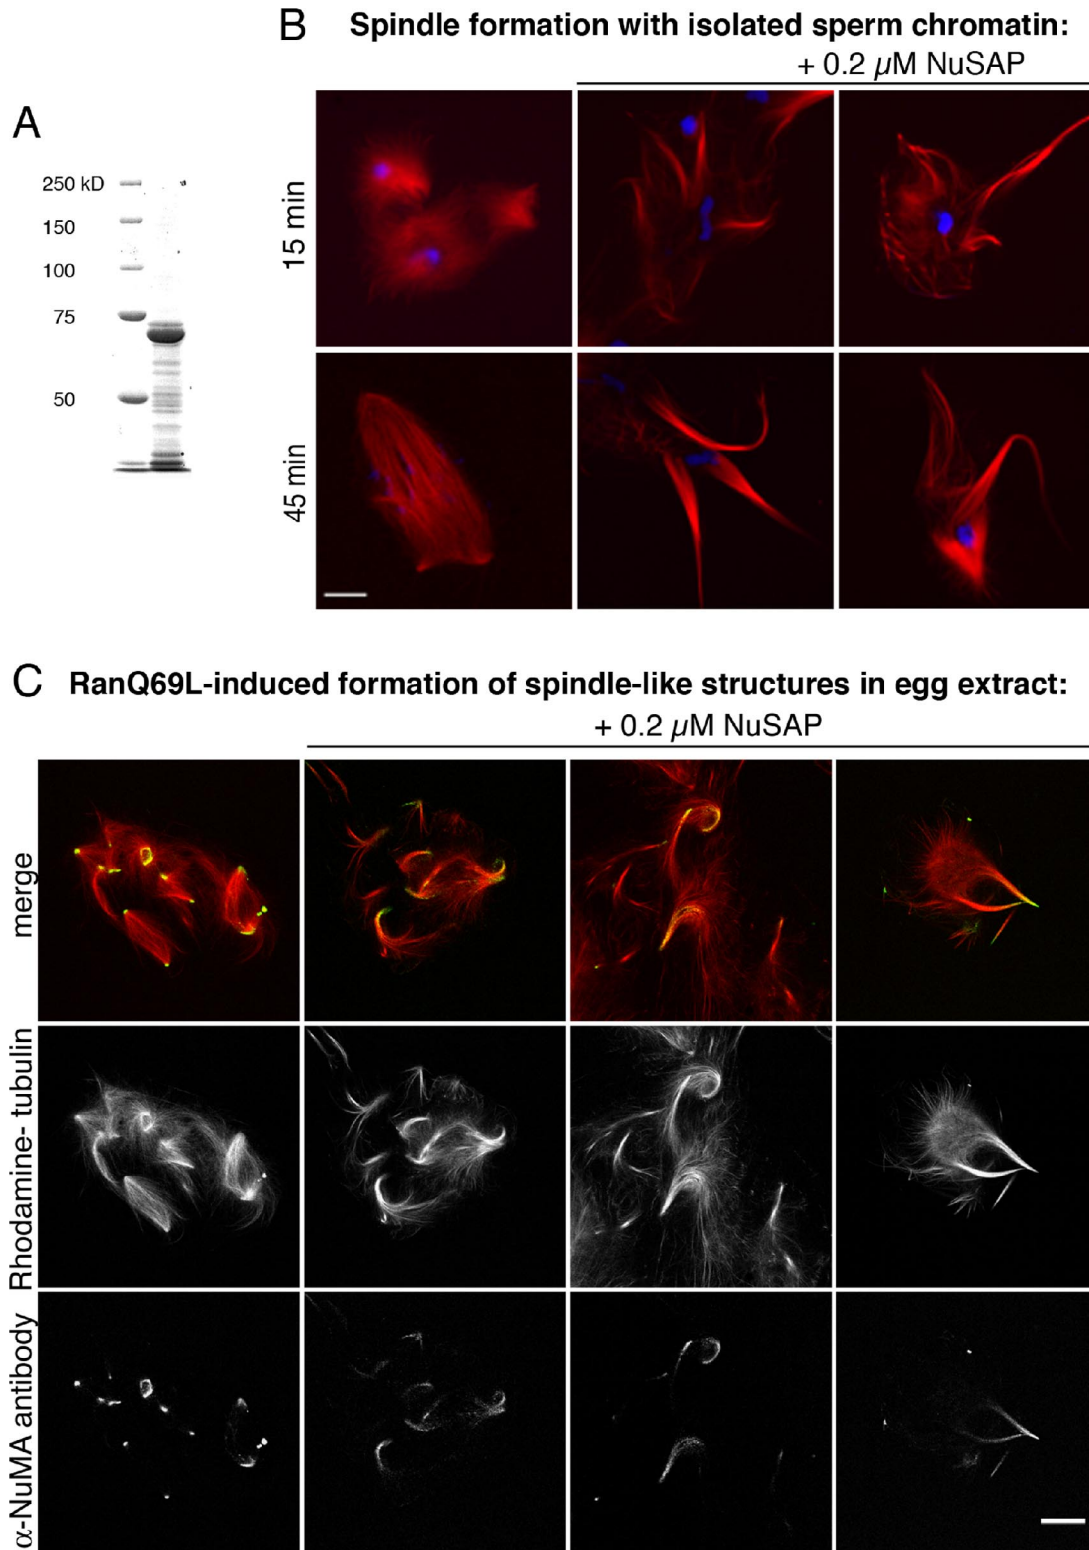 A
250 kD
150
100
75
50
B Spindle formation with isolated sperm chromatin:
+ 0.2 µM NuSAP
15 min
45 min
C RanQ69L-induced formation of spindle-like structures in egg extract:
+ 0.2 µM NuSAP
merge
Rhodamine- tubulin
α-NuMA antibody